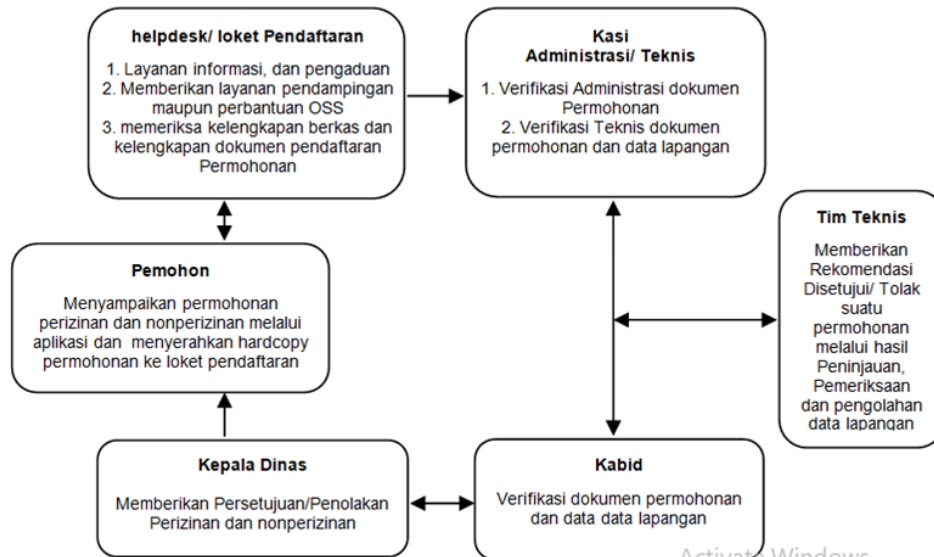 helpdesk/ loket Pendaftaran
1. Layanan informasi, dan pengaduan
2. Memberikan layanan pendampingan
maupun perbantuan OSS
3. memeriksa kelengkapan berkas dan
kelengkapan dokumen pendaftaran
Permohonan
Kasi
Administrasi/ Teknis
1. Verifikasi Administrasi dokumen
Permohonan
2. Verifikasi Teknis dokumen
permohonan dan data lapangan
Tim Teknis
Memberikan
Rekomendasi
Disetujui/ Tolak
suatu
permohonan
melalui hasil
Peninjauan,
Pemeriksaan
dan pengolahan
data lapangan
Pemohon
Menyampaikan permohonan
perizinan dan nonperizinan melalui
aplikasi dan menyerahkan hardcopy
permohonan ke loket pendaftaran
Kepala Dinas
Memberikan Persetujuan/Penolakan
Perizinan dan nonperizinan
Kabid
Verifikasi dokumen permohonan
dan data data lapangan
Activate Windows